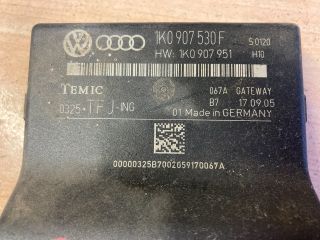 1K0 907 530 F S0120
HW: 1K0 907 951 H10
TEMIC 067A GATEWAY
0325 • TFJ-ING B7 17.09.05
01 Made in GERMANY
00000325B7002059170067A